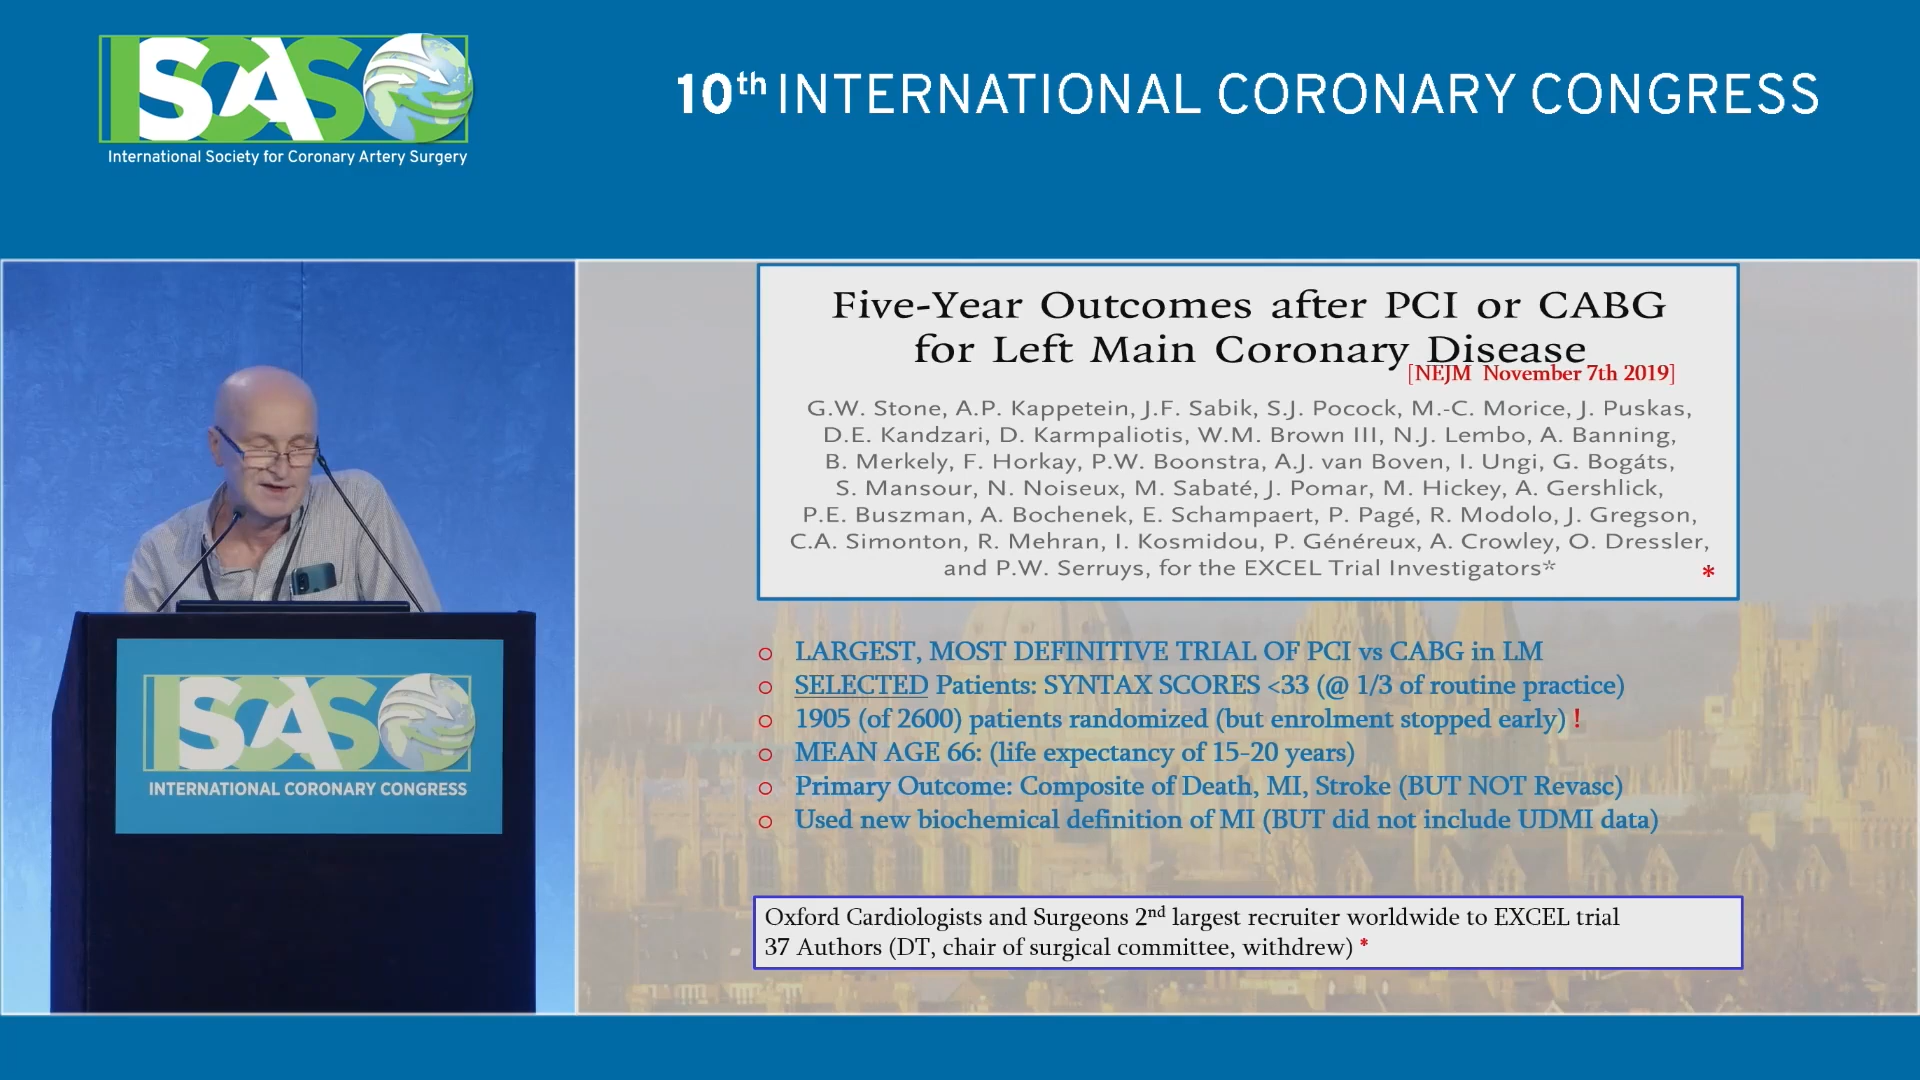 ISCAS
International Society for Coronary Artery Surgery
10th INTERNATIONAL CORONARY CONGRESS
Five-Year Outcomes after PCI or CABG
for Left Main Coronary Disease
[NEJM November 7th 2019]
G.W. Stone, A.P. Kappetein, J.F. Sabik, S.J. Pocock, M.-C. Morice, J. Puskas,
D.E. Kandzari, D. Karmpaliotis, W.M. Brown III, N.J. Lembo, A. Banning,
B. Merkely, F. Horkay, P.W. Boonstra, A.J. van Boven, I. Ungi, G. Bogáts,
S. Mansour, N. Noiseux, M. Sabaté, J. Pomar, M. Hickey, A. Gershlick,
P.E. Buszman, A. Bochenek, E. Schampaert, P. Pagé, R. Modolo, J. Gregson,
C.A. Simonton, R. Mehran, I. Kosmidou, P. Généreux, A. Crowley, O. Dressler,
and P.W. Serruys, for the EXCEL Trial Investigators* *
o LARGEST, MOST DEFINITIVE TRIAL OF PCI vs CABG in LM
o SELECTED Patients: SYNTAX SCORES <33 (@ 1/3 of routine practice)
o 1905 (of 2600) patients randomized (but enrolment stopped early) !
o MEAN AGE 66: (life expectancy of 15-20 years)
o Primary Outcome: Composite of Death, MI, Stroke (BUT NOT Revasc)
o Used new biochemical definition of MI (BUT did not include UDMI data)
Oxford Cardiologists and Surgeons 2nd largest recruiter worldwide to EXCEL trial
37 Authors (DT, chair of surgical committee, withdrew) *
ISCAS
INTERNATIONAL CORONARY CONGRESS